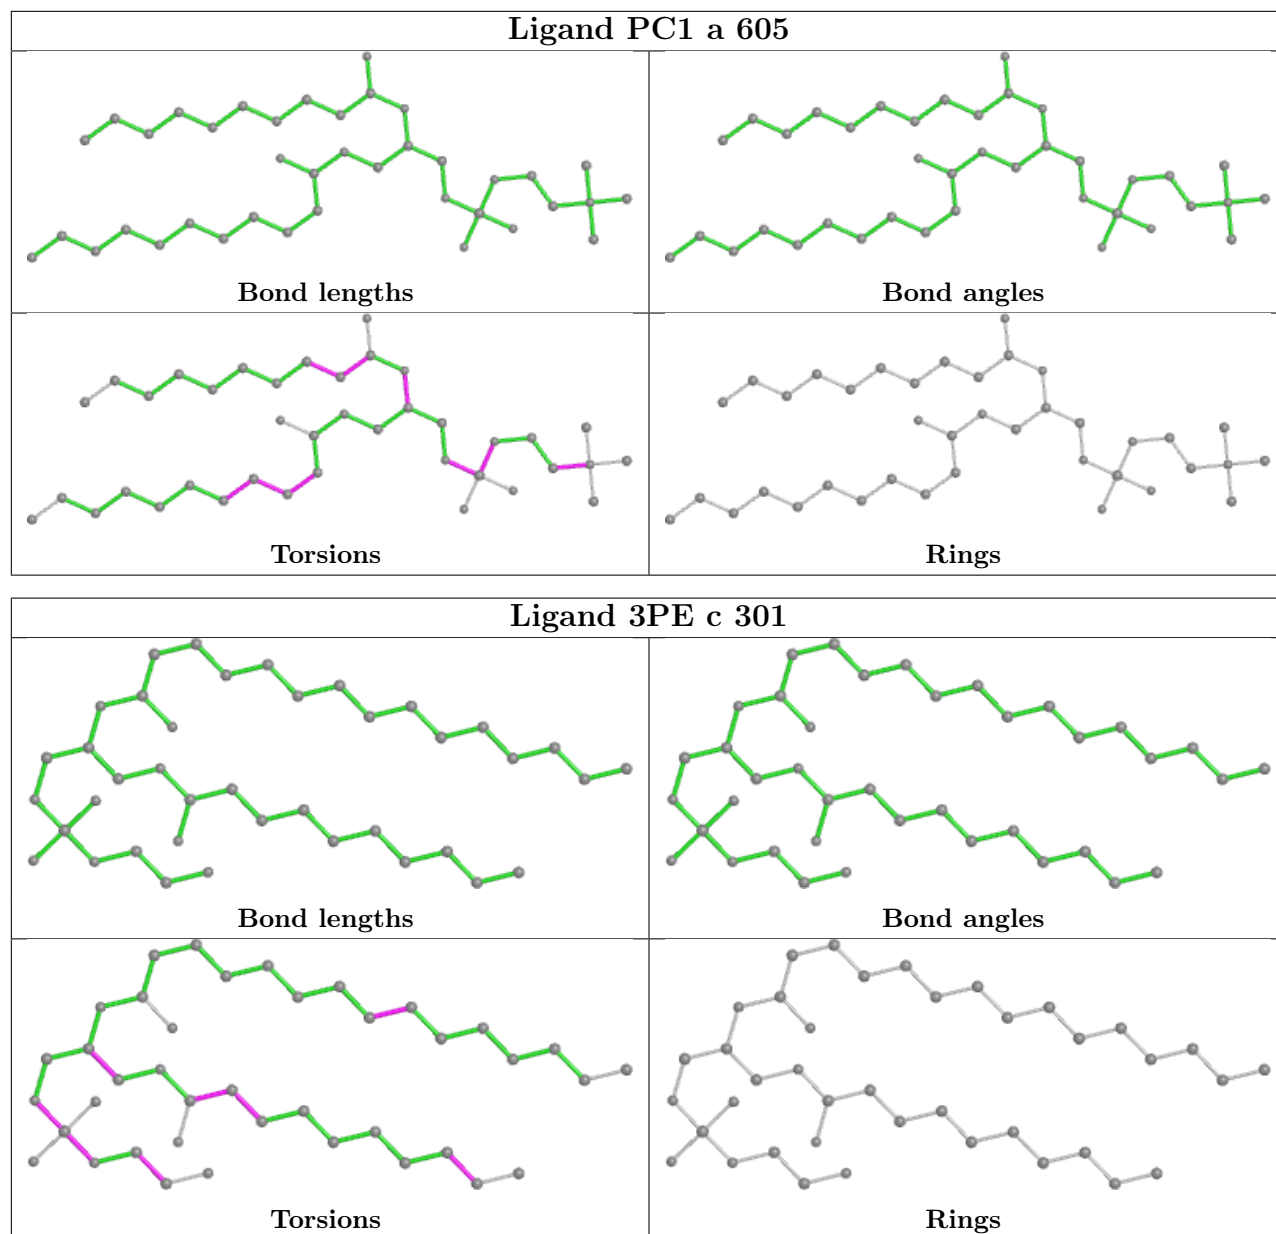 Ligand PC1 a 605
Bond lengths
Bond angles
Torsions
Rings
Ligand 3PE c 301
Bond lengths
Bond angles
Torsions
Rings